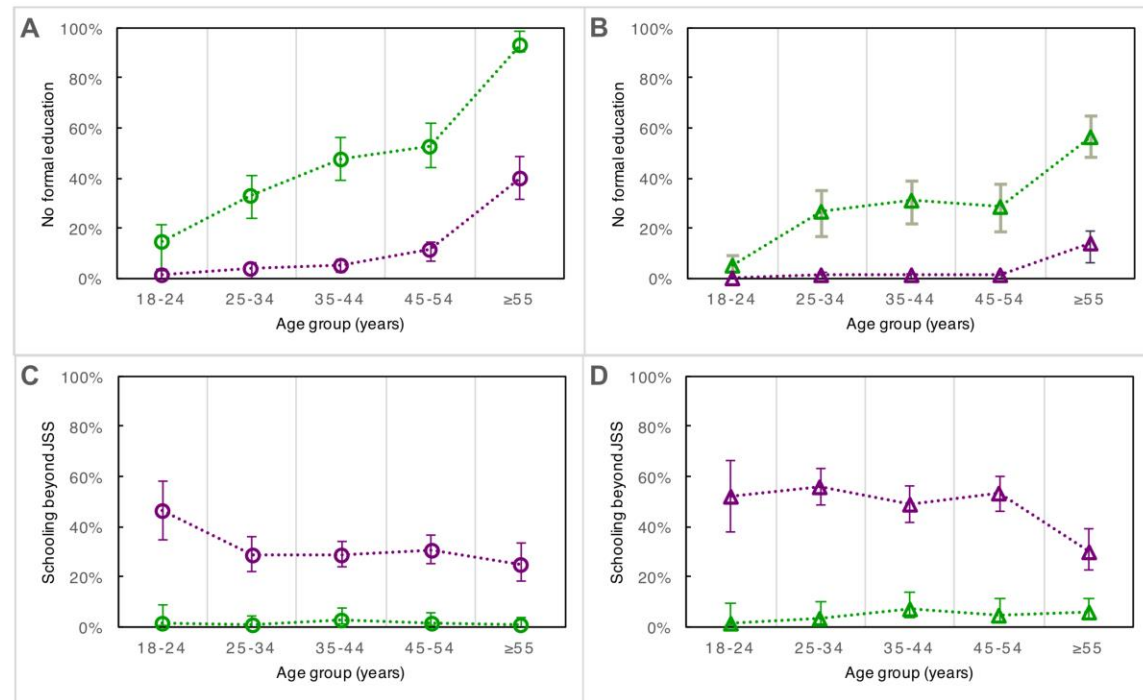 A
No formal education
100%
80%
60%
40%
20%
0%
18-24 25-34 35-44 45-54 ≥55
Age group (years)
B
No formal education
100%
80%
60%
40%
20%
0%
18-24 25-34 35-44 45-54 ≥55
Age group (years)
C
Schooling beyond JSS
100%
80%
60%
40%
20%
0%
18-24 25-34 35-44 45-54 ≥55
Age group (years)
D
Schooling beyond JSS
100%
80%
60%
40%
20%
0%
18-24 25-34 35-44 45-54 ≥55
Age group (years)